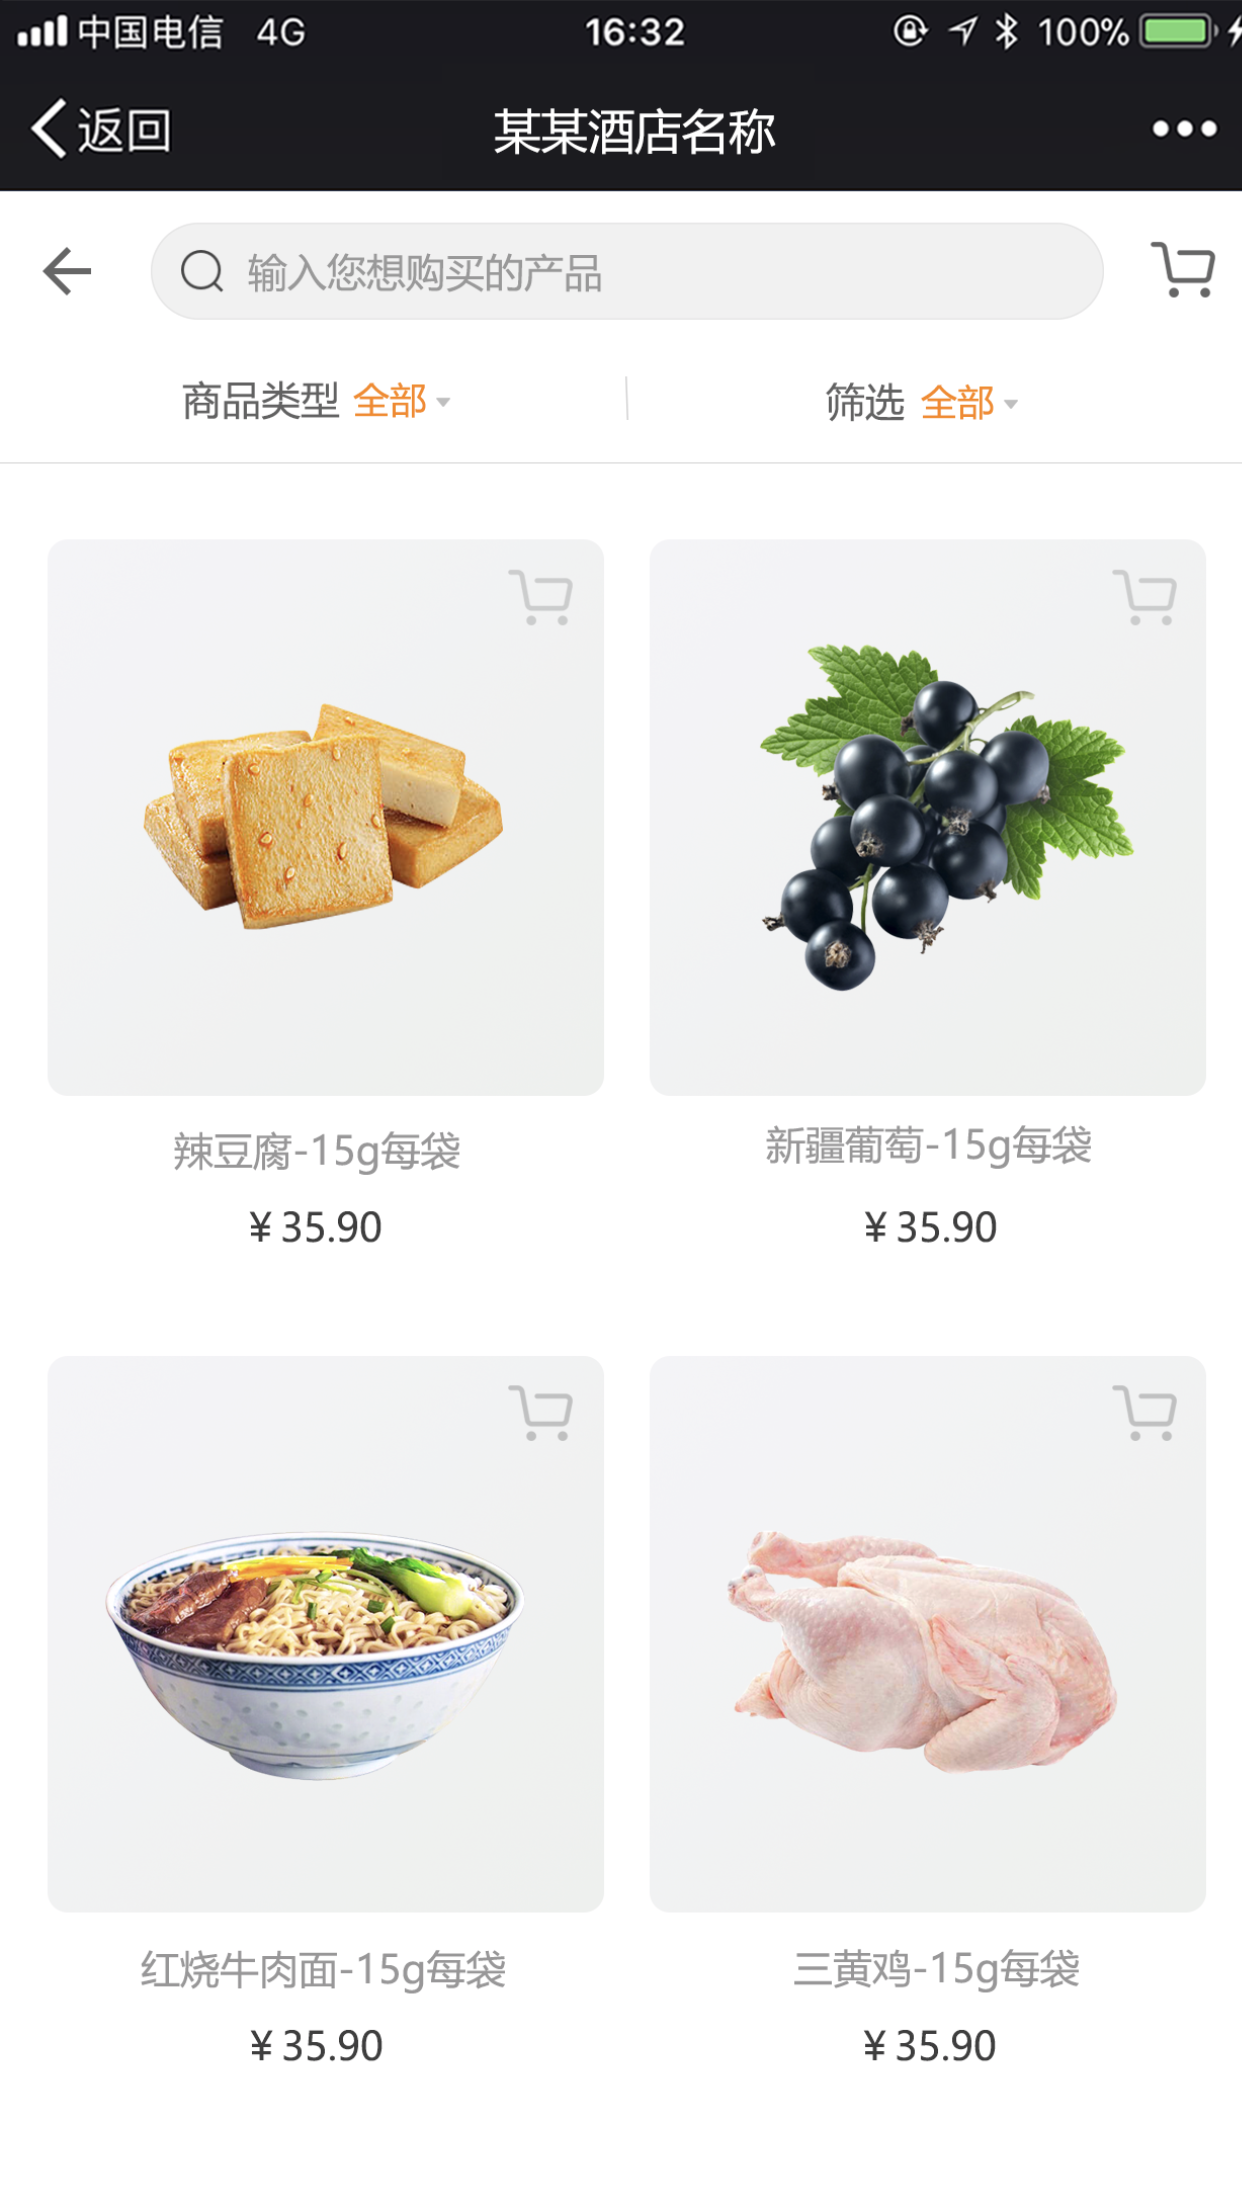 中国电信 4G 16:32 100%
返回 某某酒店名称
输入您想购买的产品
商品类型 全部 筛选 全部
辣豆腐-15g每袋 新疆葡萄-15g每袋
¥ 35.90 ¥ 35.90
红烧牛肉面-15g每袋 三黄鸡-15g每袋
¥ 35.90 ¥ 35.90